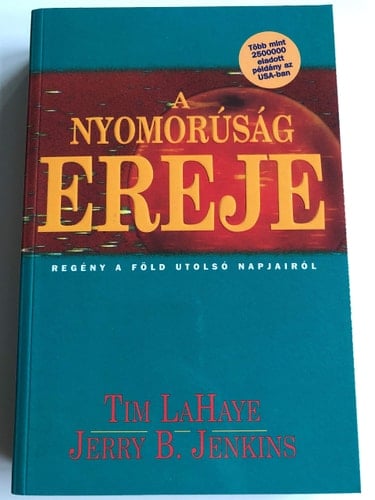 Több mint
2500000
eladott
példány az
USA-ban
A
NYOMORÚSÁG
EREJE
REGÉNY A FÖLD UTOLSÓ NAPJAIRÓL
TIM LAHAYE
JERRY B. JENKINS